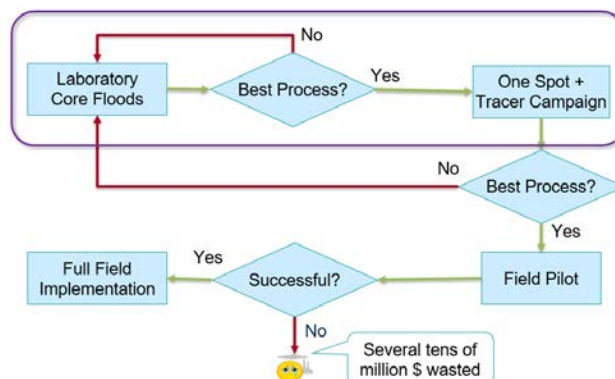 No
Laboratory
Core Floods
Best Process?
Yes
One Spot +
Tracer Campaign
No
Best Process?
Yes
Full Field
Implementation
Yes
Successful?
Field Pilot
No
Several tens of
million $ wasted